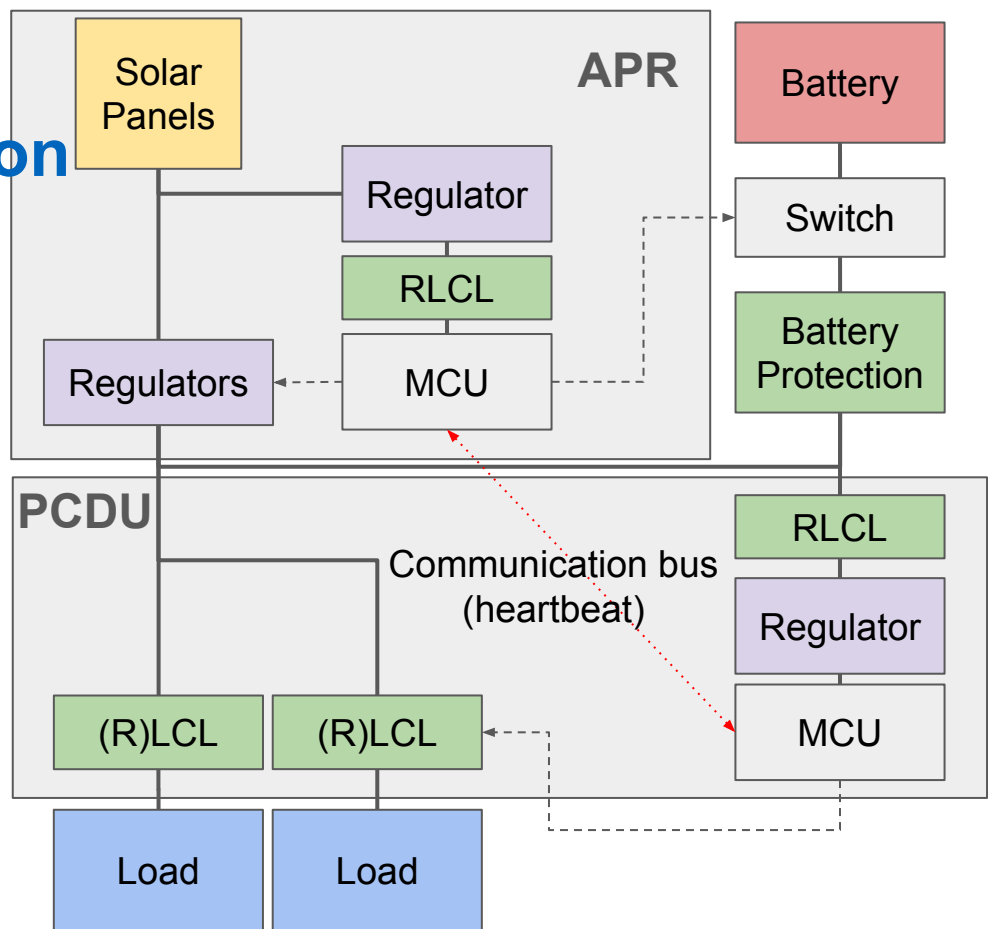 Solar
Panels
APR
Battery
on
Regulator
Switch
RLCL
Battery
Protection
Regulators
MCU
PCDU
RLCL
Communication bus
(heartbeat)
Regulator
(R)LCL
(R)LCL
MCU
Load
Load